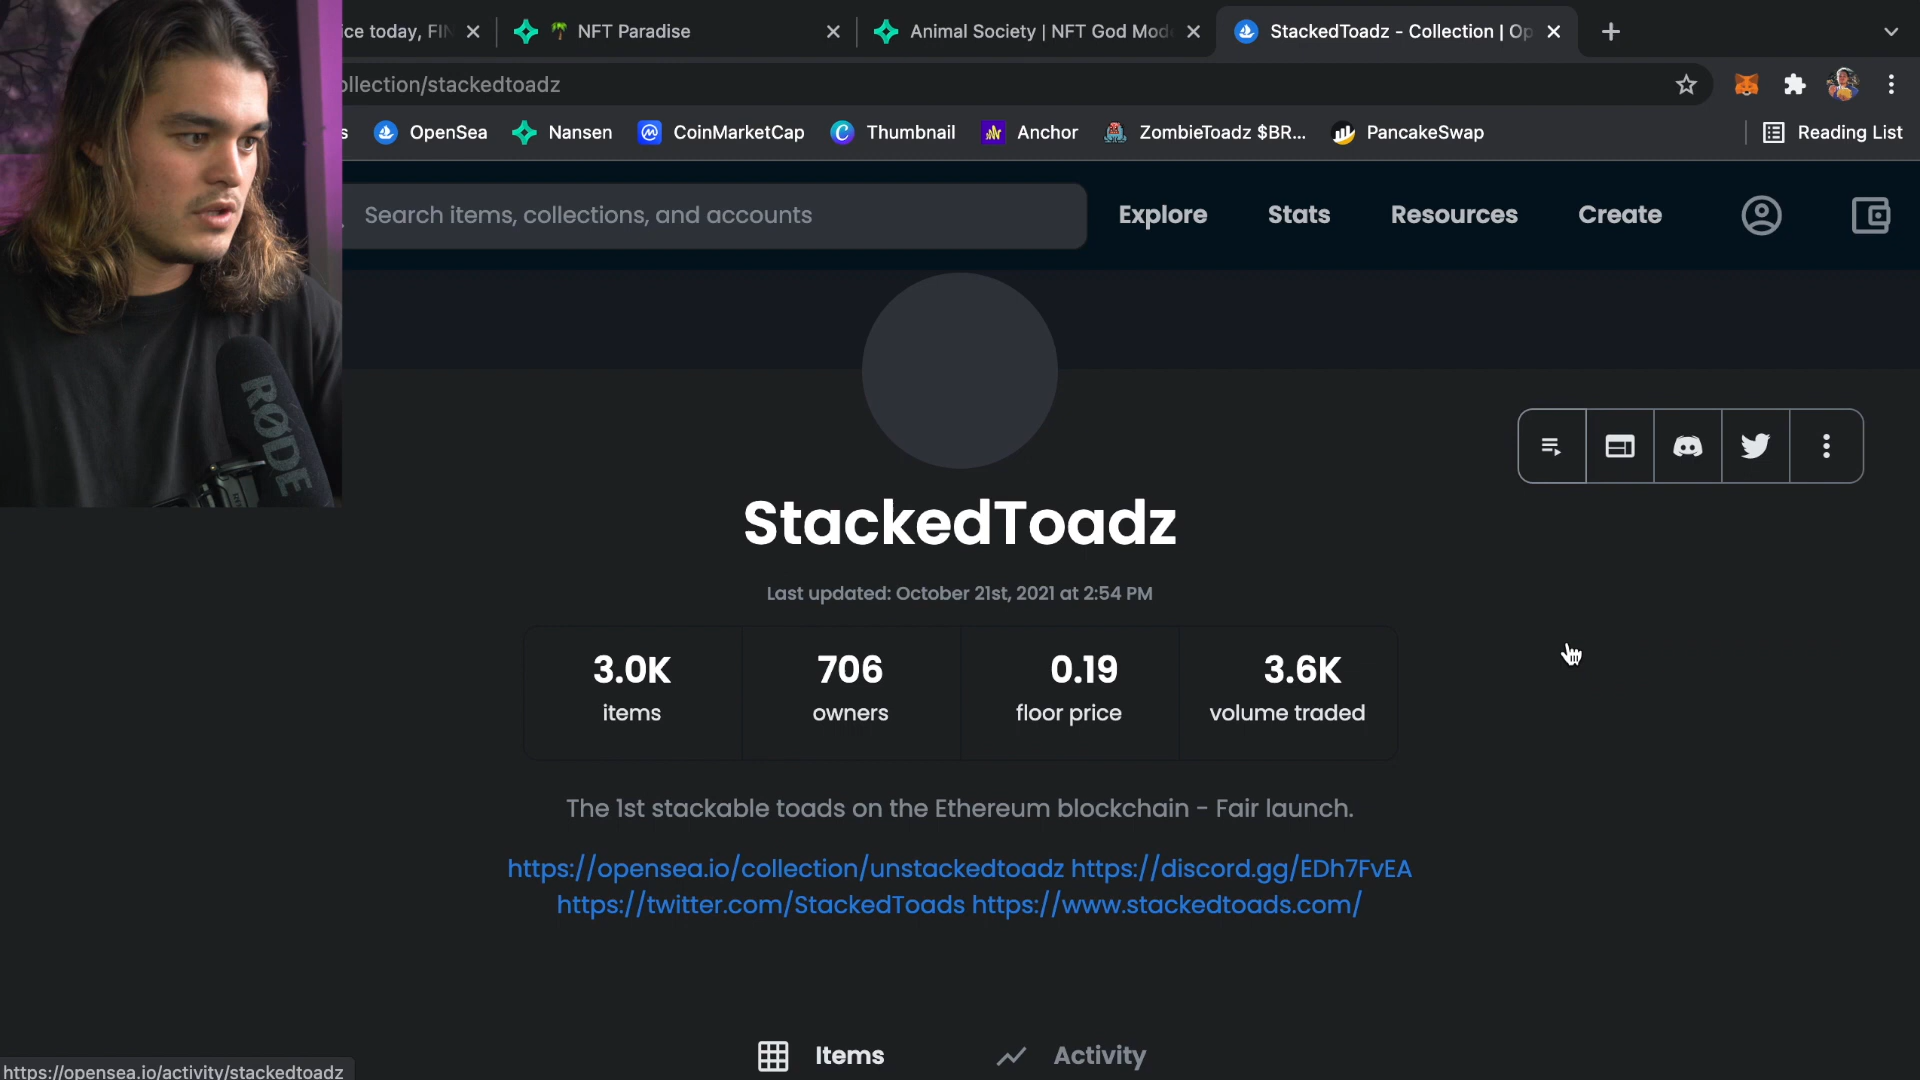 ice today, FIN
NFT Paradise
Animal Society | NFT God Mod
StackedToadz - Collection | Op
ollection/stackedtoadz
s
OpenSea
Nansen
CoinMarketCap
Thumbnail
Anchor
ZombieToadz $BR...
PancakeSwap
Reading List
Search items, collections, and accounts
Explore
Stats
Resources
Create
RØDE
StackedToadz
Last updated: October 21st, 2021 at 2:54 PM
3.0K
items
706
owners
0.19
floor price
3.6K
volume traded
The 1st stackable toads on the Ethereum blockchain - Fair launch.
https://opensea.io/collection/unstackedtoadz https://discord.gg/EDh7FvEA
https://twitter.com/StackedToads https://www.stackedtoads.com/
Items
Activity
https://opensea.io/activity/stackedtoadz